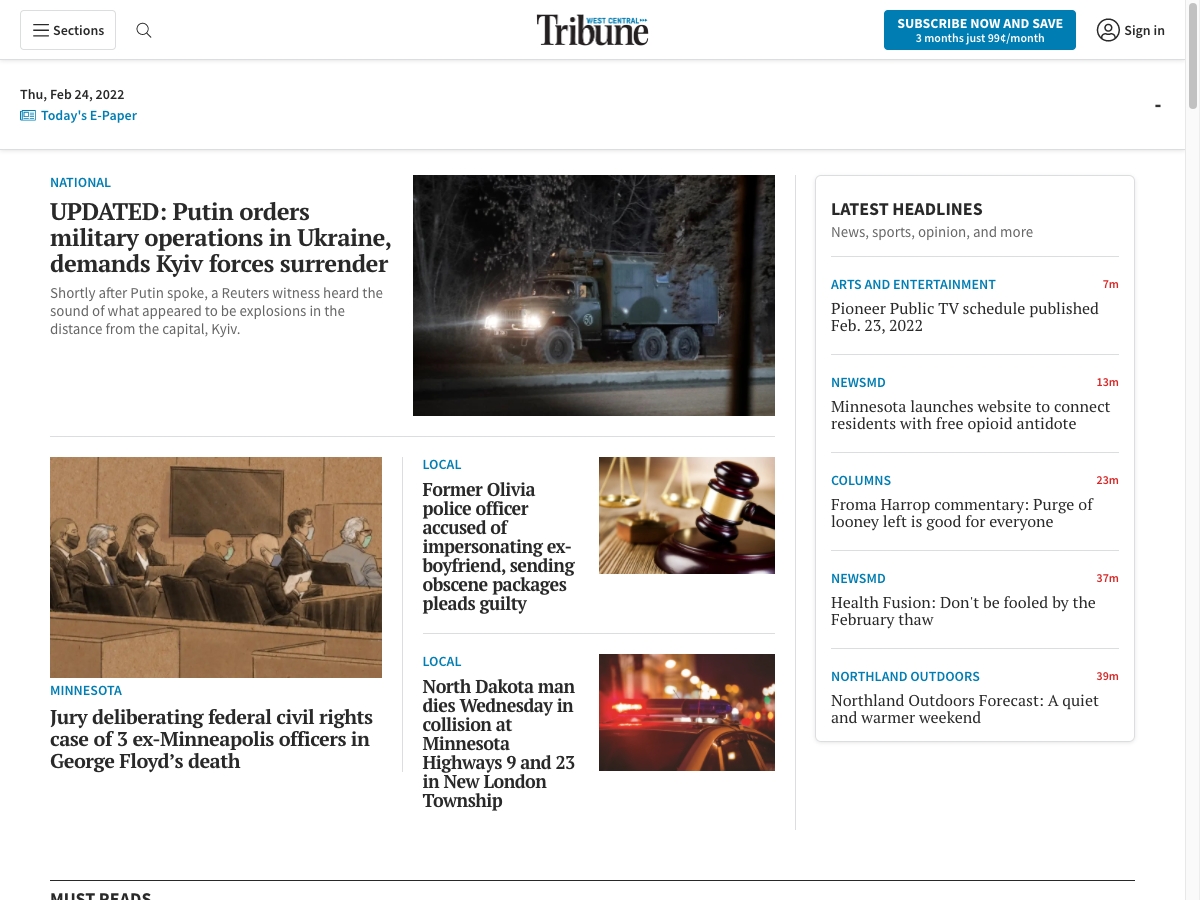 Sections
WEST CENTRAL
Tribune
SUBSCRIBE NOW AND SAVE
3 months just 99¢/month
Sign in
Thu, Feb 24, 2022
Today's E-Paper
-
NATIONAL
UPDATED: Putin orders
military operations in Ukraine,
demands Kyiv forces surrender
Shortly after Putin spoke, a Reuters witness heard the
sound of what appeared to be explosions in the
distance from the capital, Kyiv.
MINNESOTA
Jury deliberating federal civil rights
case of 3 ex-Minneapolis officers in
George Floyd’s death
LOCAL
Former Olivia
police officer
accused of
impersonating ex-
boyfriend, sending
obscene packages
pleads guilty
LOCAL
North Dakota man
dies Wednesday in
collision at
Minnesota
Highways 9 and 23
in New London
Township
LATEST HEADLINES
News, sports, opinion, and more
ARTS AND ENTERTAINMENT 7m
Pioneer Public TV schedule published
Feb. 23, 2022
NEWSMD 13m
Minnesota launches website to connect
residents with free opioid antidote
COLUMNS 23m
Froma Harrop commentary: Purge of
looney left is good for everyone
NEWSMD 37m
Health Fusion: Don't be fooled by the
February thaw
NORTHLAND OUTDOORS 39m
Northland Outdoors Forecast: A quiet
and warmer weekend
MUST READS